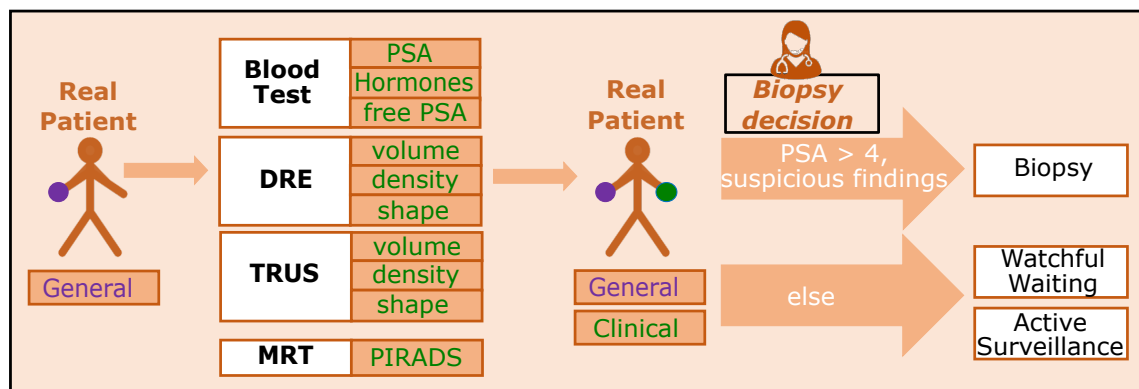 Real
Patient
General
Blood
Test
PSA
Hormones
free PSA
DRE
volume
density
shape
TRUS
volume
density
shape
MRT
PIRADS
Real
Patient
General
Clinical
Biopsy
decision
PSA > 4,
suspicious findings
Biopsy
else
Watchful
Waiting
Active
Surveillance